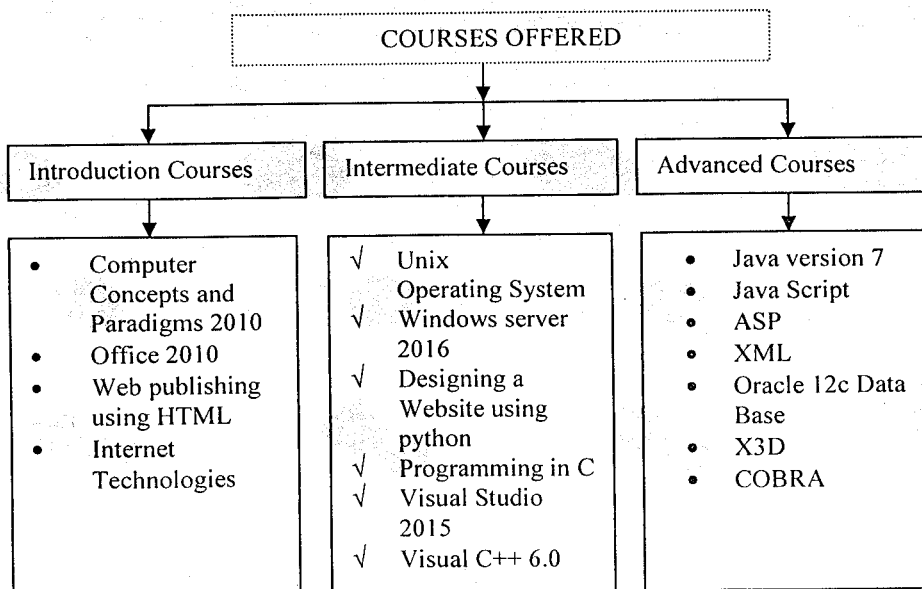 COURSES OFFERED
Introduction Courses
Intermediate Courses
Advanced Courses
• Computer
Concepts and
Paradigms 2010
• Office 2010
• Web publishing
using HTML
• Internet
Technologies
√ Unix
Operating System
√ Windows server
2016
√ Designing a
Website using
python
√ Programming in C
√ Visual Studio
2015
√ Visual C++ 6.0
• Java version 7
• Java Script
• ASP
• XML
• Oracle 12c Data
Base
• X3D
• COBRA